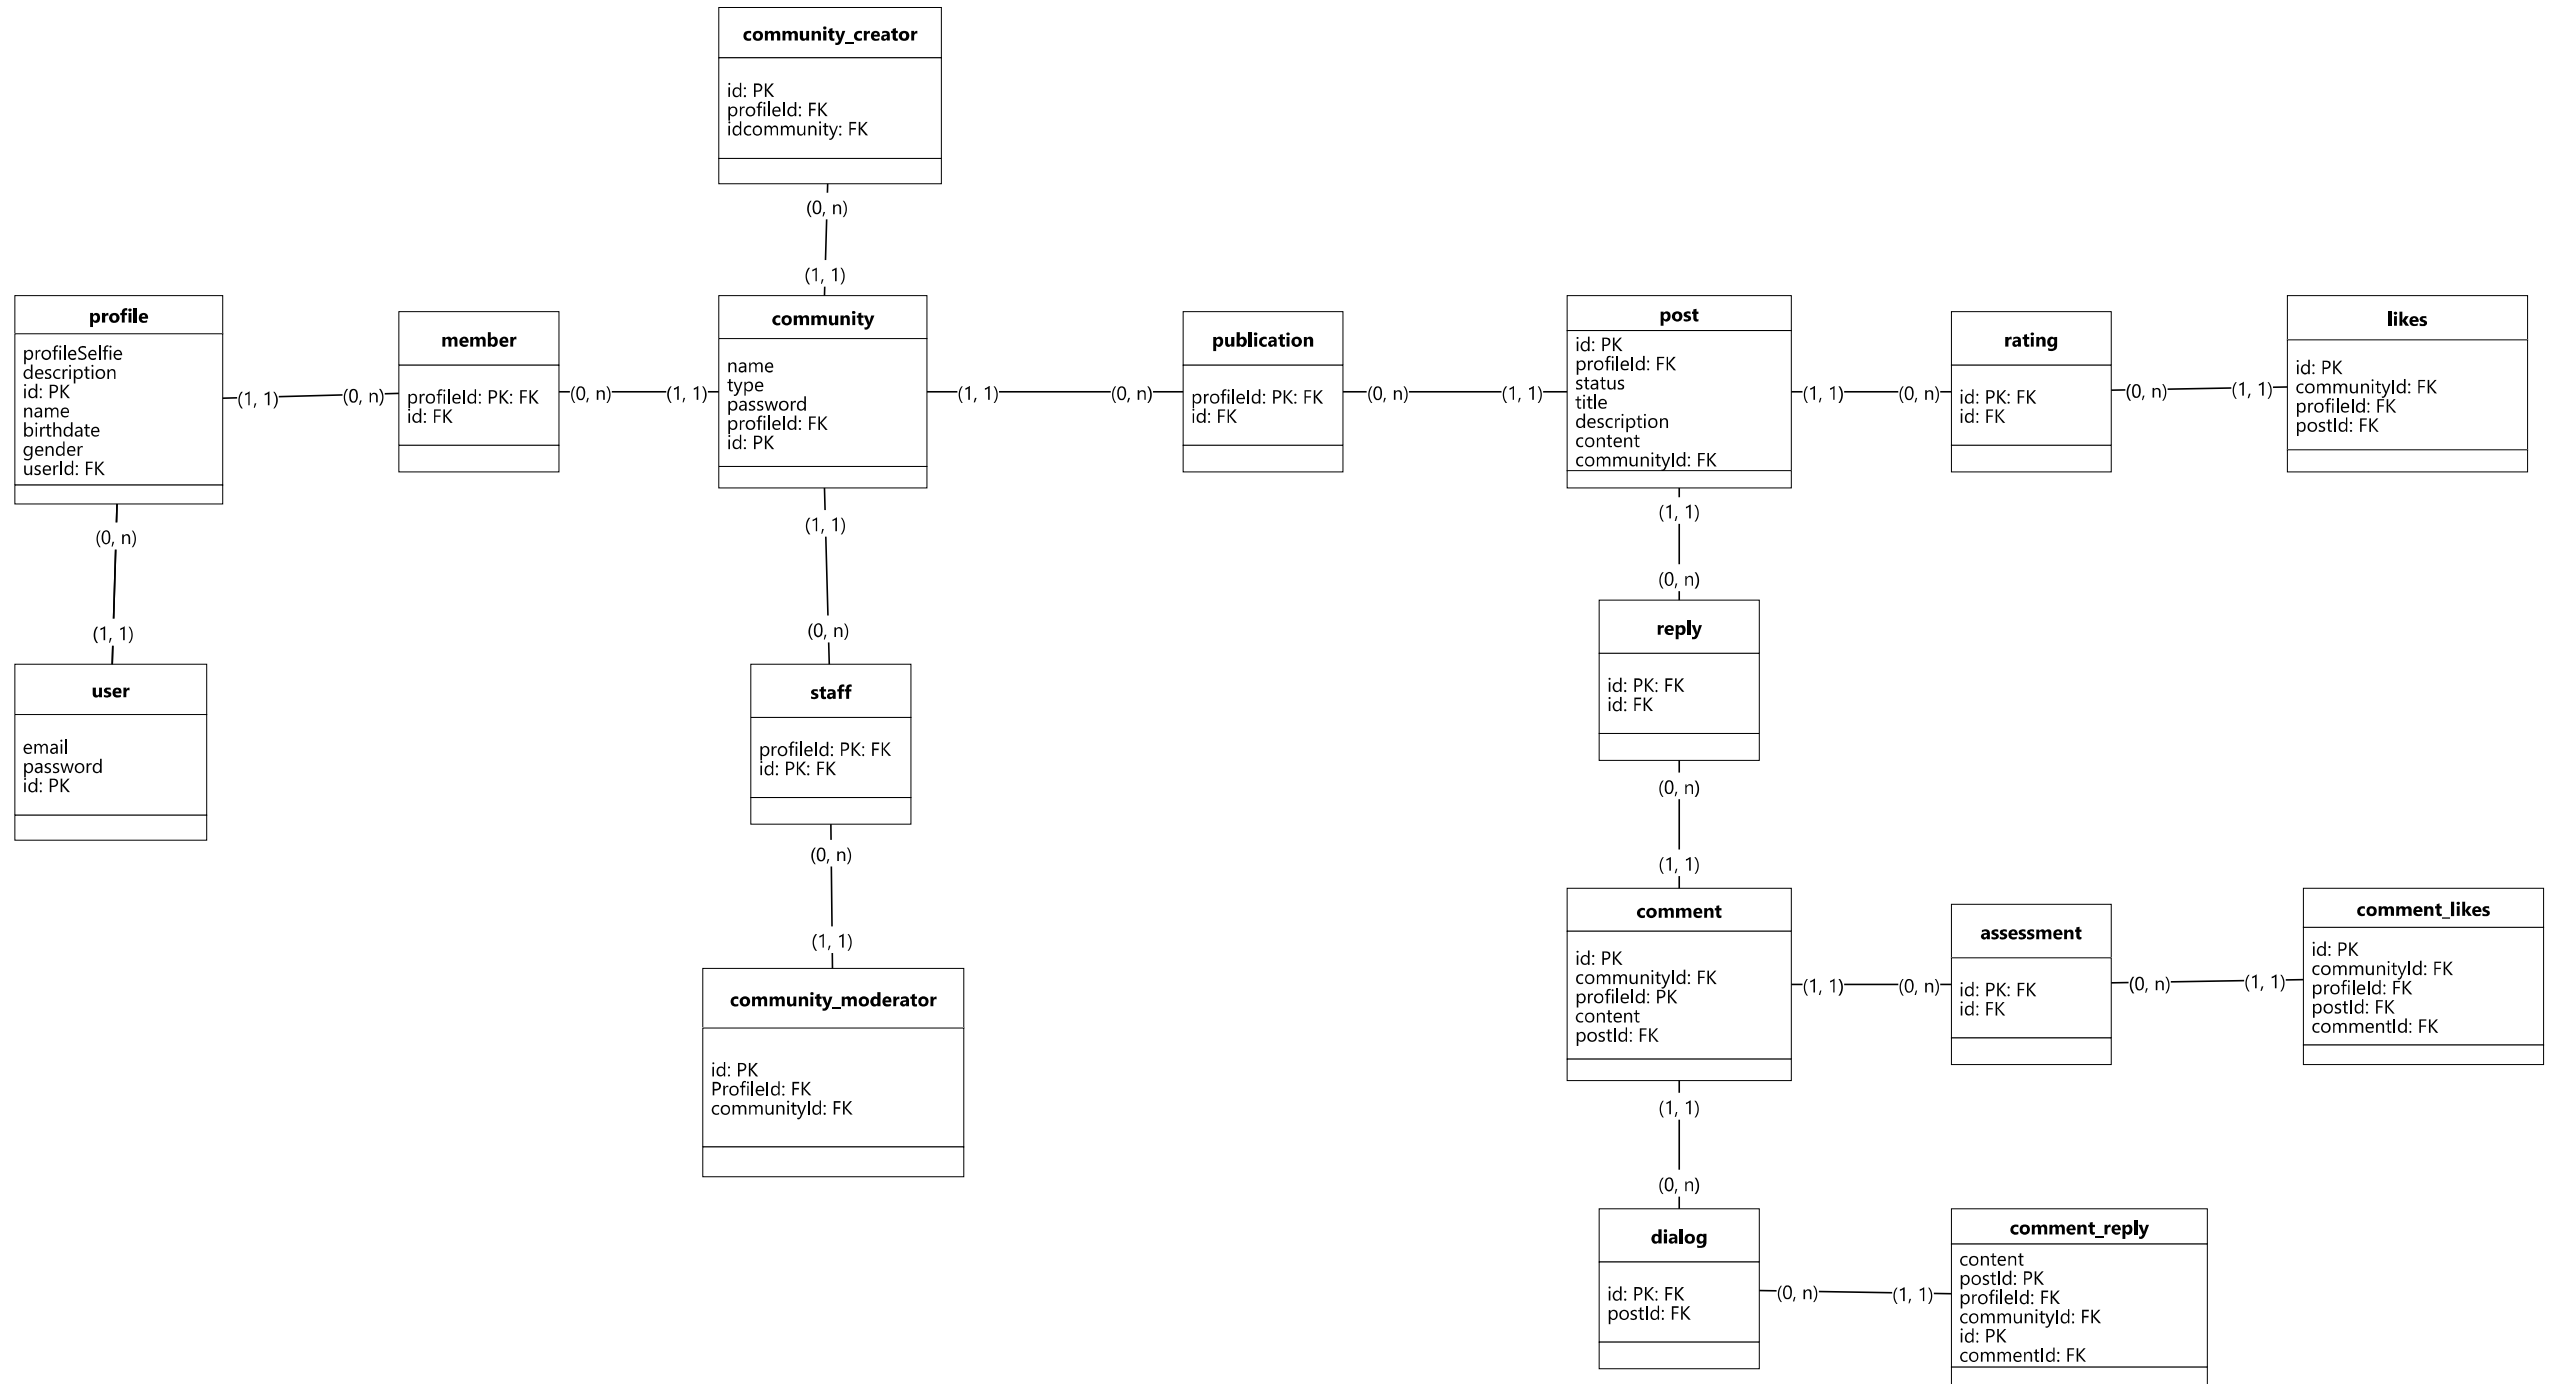 community_creator
id: PK
profileId: FK
idcommunity: FK
(0, n)
(1, 1)
profile
profileSelfie
description
id: PK
name
birthdate
gender
userId: FK
(1, 1)
(0, n)
member
profileId: PK: FK
id: FK
(0, n)
(1, 1)
community
name
type
password
profileId: FK
id: PK
(1, 1)
(0, n)
publication
profileId: PK: FK
id: FK
(0, n)
(1, 1)
post
id: PK
profileId: FK
status
title
description
content
communityId: FK
(1, 1)
(0, n)
rating
id: PK: FK
id: FK
(0, n)
(1, 1)
likes
id: PK
communityId: FK
profileId: FK
postId: FK
(0, n)
(1, 1)
user
email
password
id: PK
(1, 1)
(0, n)
staff
profileId: PK: FK
id: PK: FK
(0, n)
(1, 1)
community_moderator
id: PK
ProfileId: FK
communityId: FK
(1, 1)
(0, n)
reply
id: PK: FK
id: FK
(0, n)
(1, 1)
comment
id: PK
communityId: FK
profileId: PK
content
postId: FK
(1, 1)
(0, n)
assessment
id: PK: FK
id: FK
(0, n)
(1, 1)
comment_likes
id: PK
communityId: FK
profileId: FK
postId: FK
commentId: FK
(1, 1)
(0, n)
dialog
id: PK: FK
postId: FK
(0, n)
(1, 1)
comment_reply
content
postId: PK
profileId: FK
communityId: FK
id: PK
commentId: FK